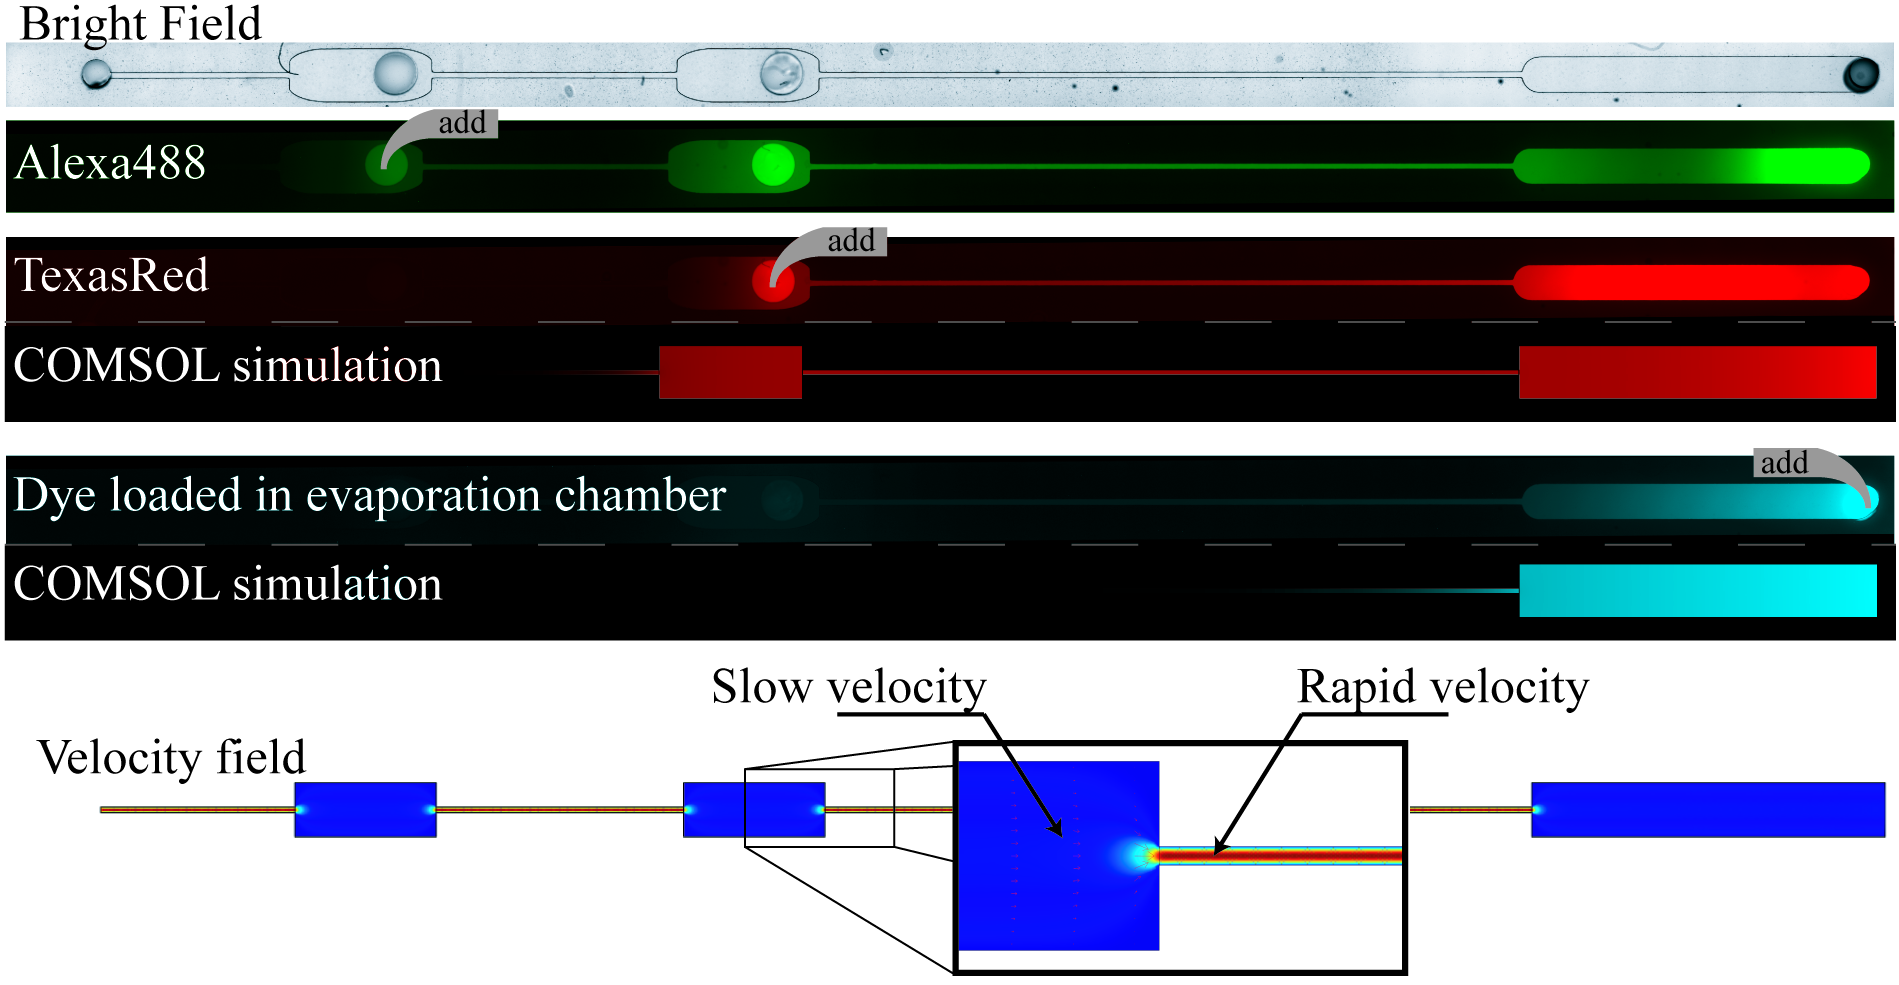 Bright Field
add
Alexa488
add
TexasRed
COMSOL simulation
add
Dye loaded in evaporation chamber
COMSOL simulation
Slow velocity
Rapid velocity
Velocity field